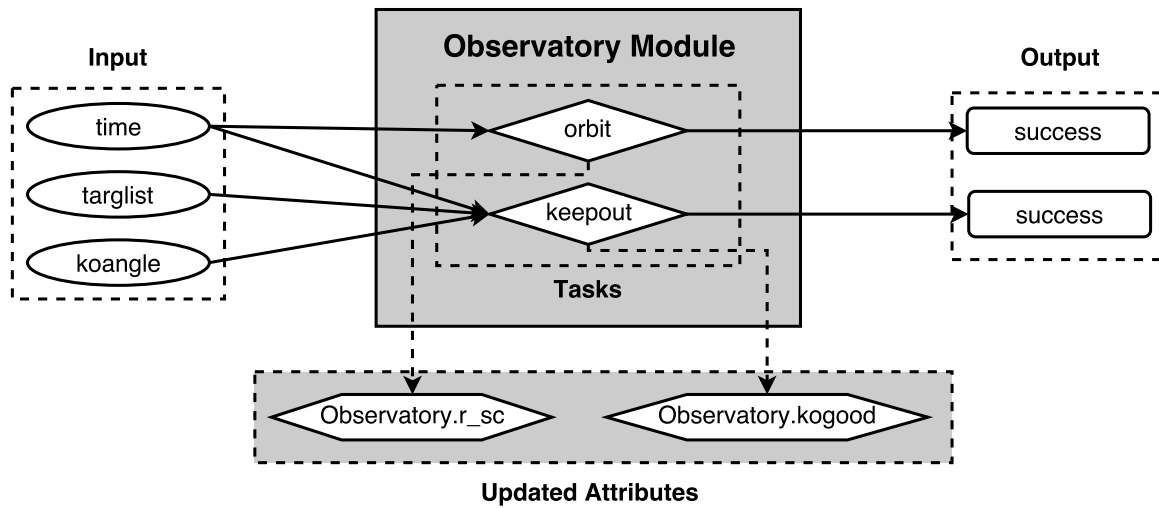 Observatory Module
Input
Output
time
orbit
success
targlist
keepout
success
koangle
Tasks
Observatory.r_sc
Observatory.kogood
Updated Attributes